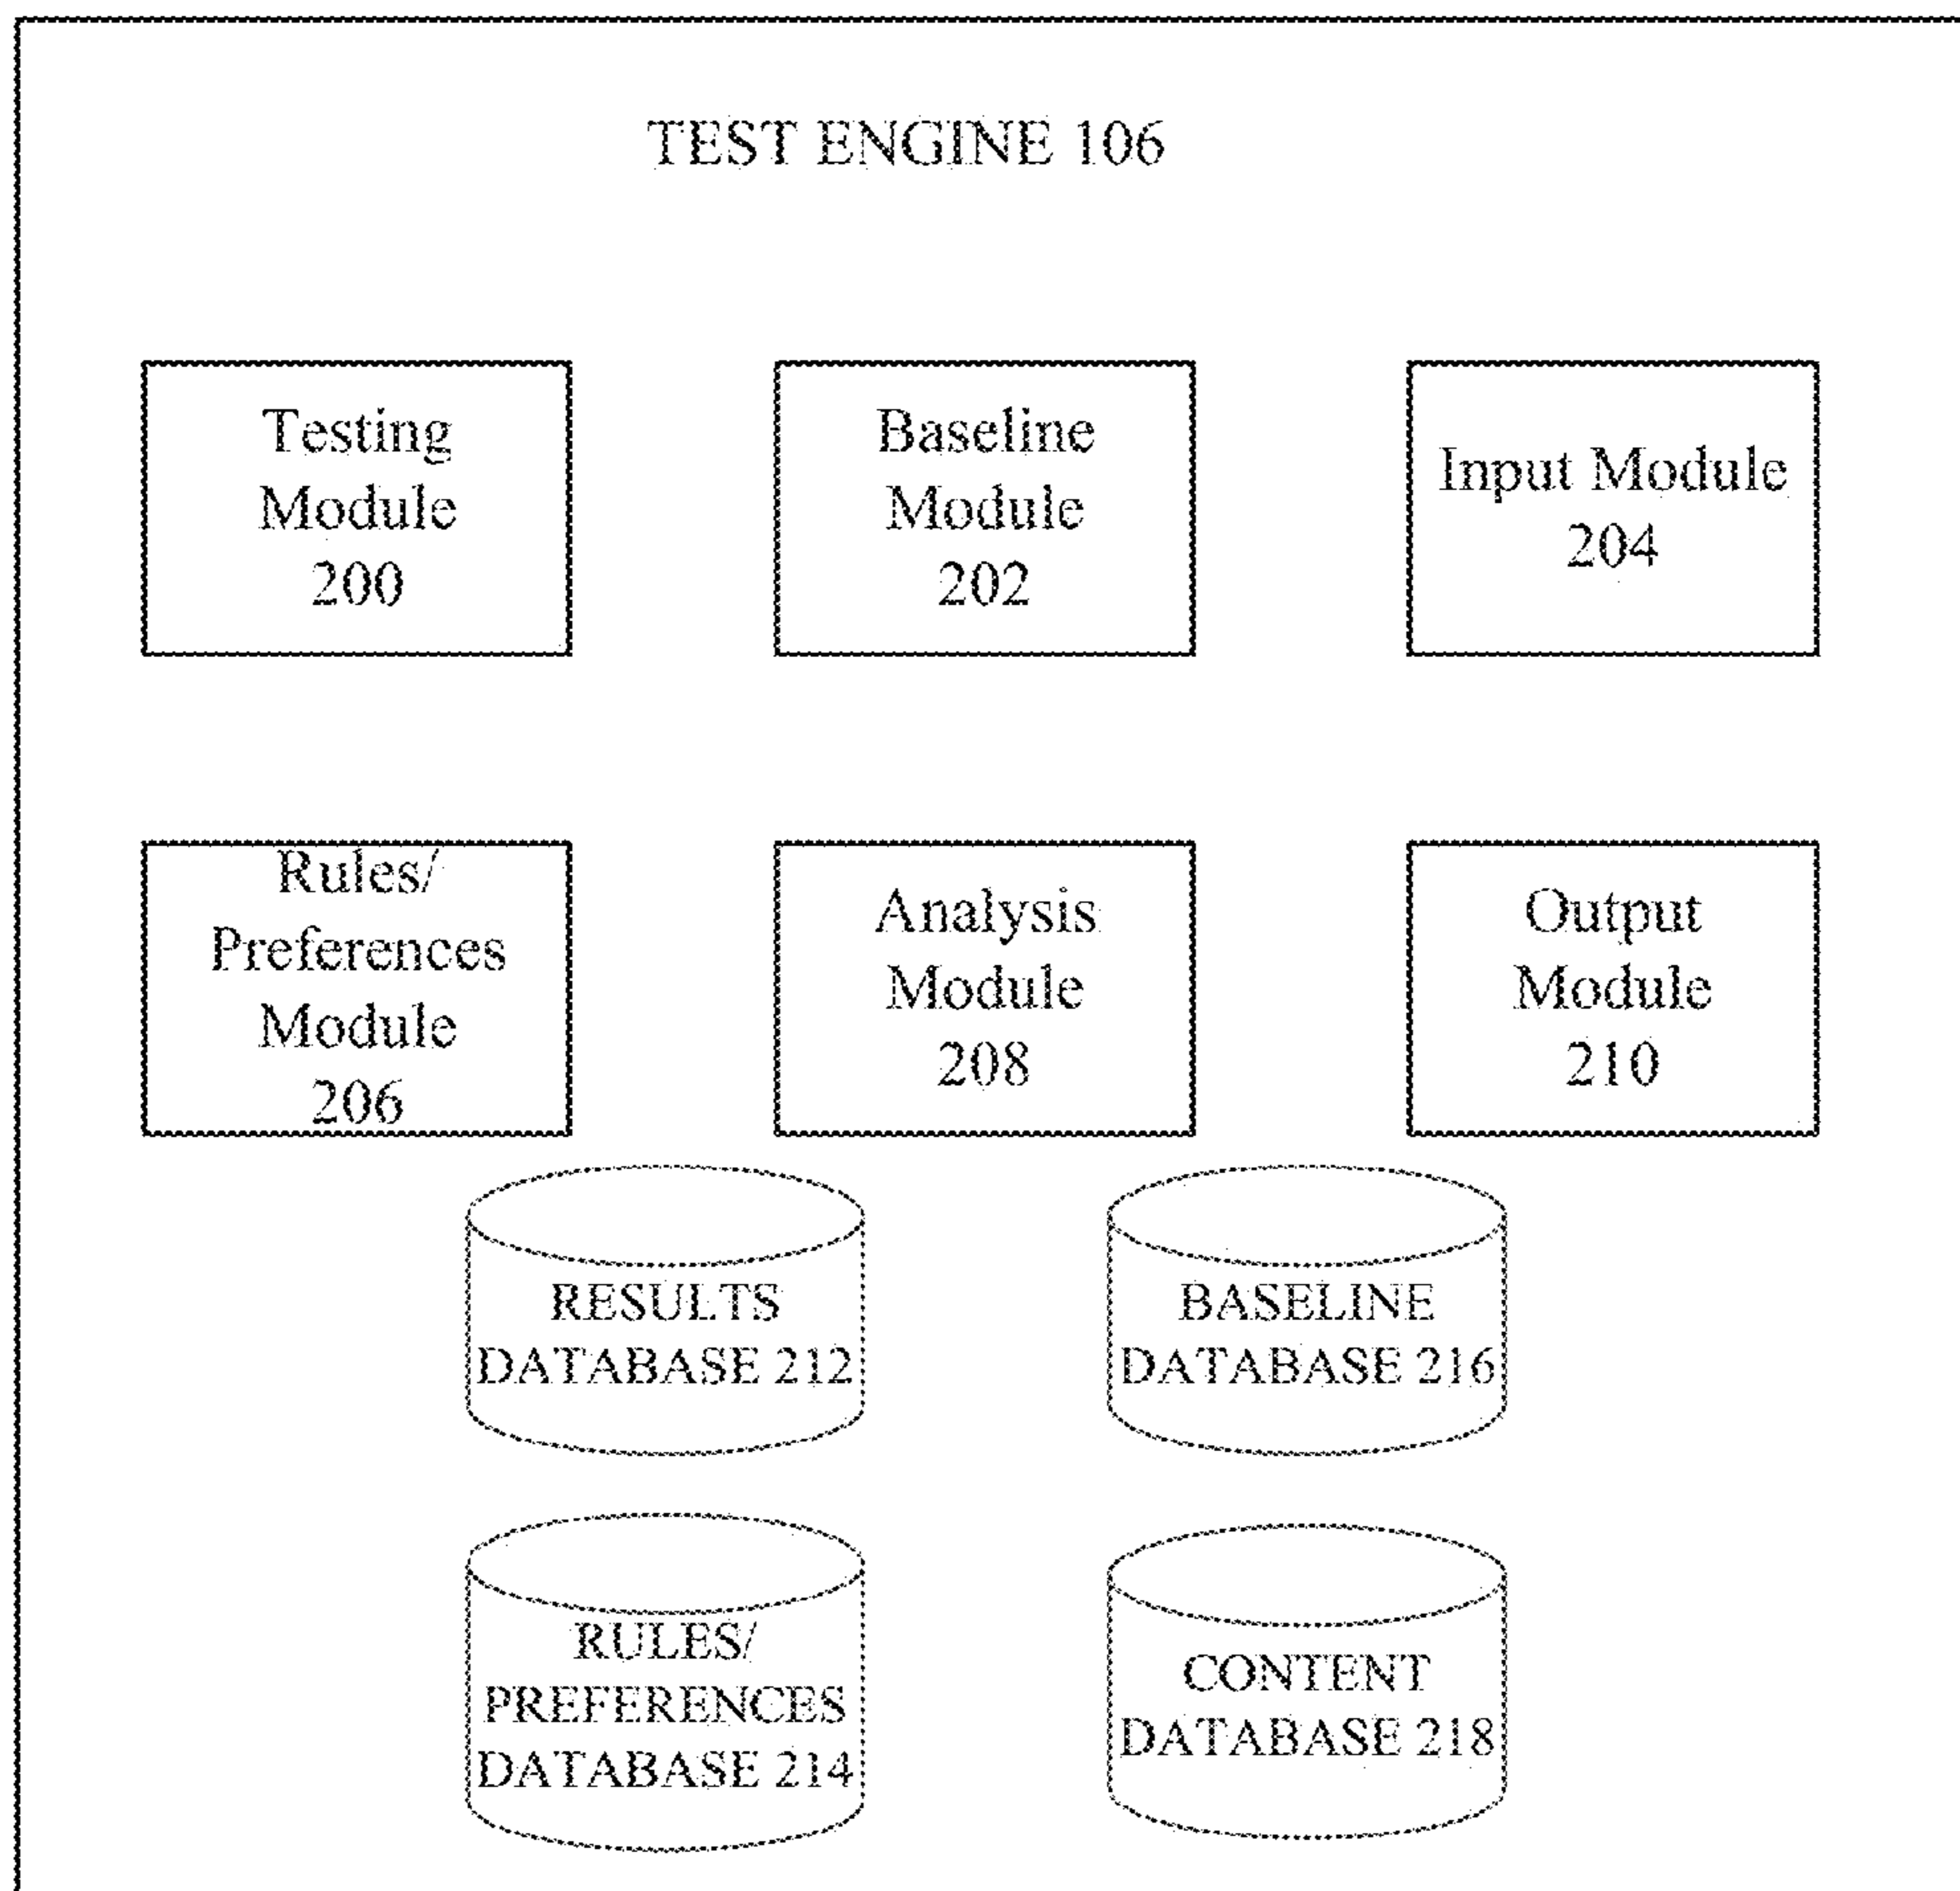 TEST ENGINE 106
Testing
Module
200
Baseline
Module
202
Input Module
204
Rules/
Preferences
Module
206
Analysis
Module
208
Output
Module
210
RESULTS
DATABASE 212
BASELINE
DATABASE 216
RULES/
PREFERENCES
DATABASE 214
CONTENT
DATABASE 218